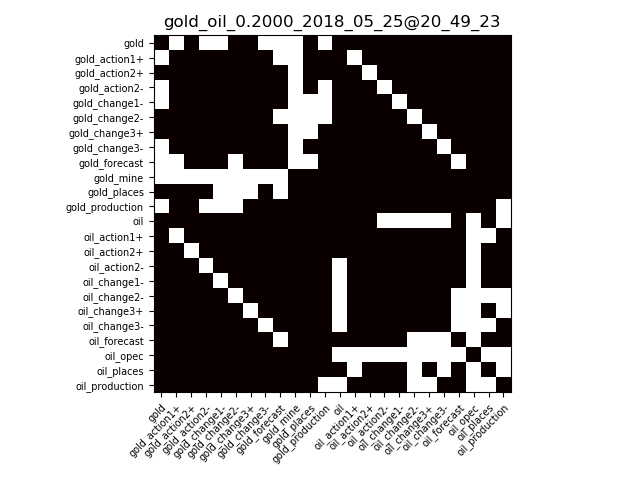 gold_oil_0.2000_2018_05_25@20_49_23
gold
gold_action1+
gold_action2+
gold_action2-
gold_change1-
gold_change2-
gold_change3+
gold_change3-
gold_forecast
gold_mine
gold_places
gold_production
oil
oil_action1+
oil_action2+
oil_action2-
oil_change1-
oil_change2-
oil_change3+
oil_change3-
oil_forecast
oil_opec
oil_places
oil_production
gold
gold_action1+
gold_action2+
gold_action2-
gold_change1-
gold_change2-
gold_change3+
gold_change3-
gold_forecast
gold_mine
gold_places
gold_production
oil
oil_action1+
oil_action2+
oil_action2-
oil_change1-
oil_change2-
oil_change3+
oil_change3-
oil_forecast
oil_opec
oil_places
oil_production